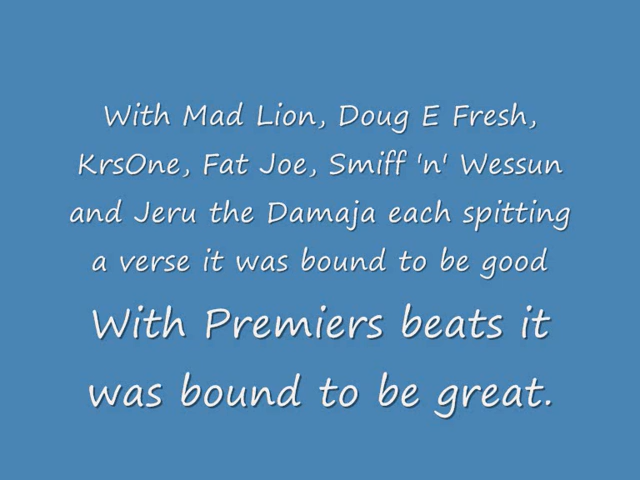 With Mad Lion, Doug E Fresh,
KrsOne, Fat Joe, Smiff 'n' Wessun
and Jeru the Damaja each spitting
a verse it was bound to be good
With Premiers beats it
was bound to be great.